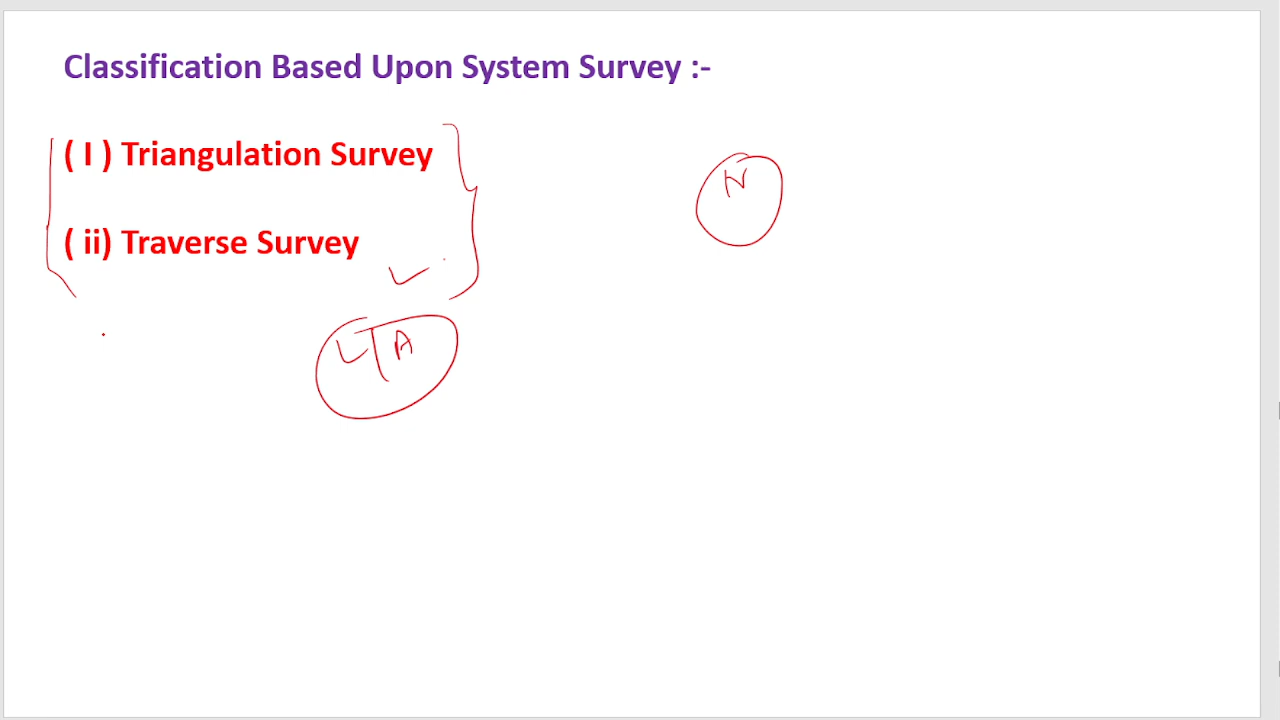 Classification Based Upon System Survey :-
( I ) Triangulation Survey
N
( ii) Traverse Survey
L A